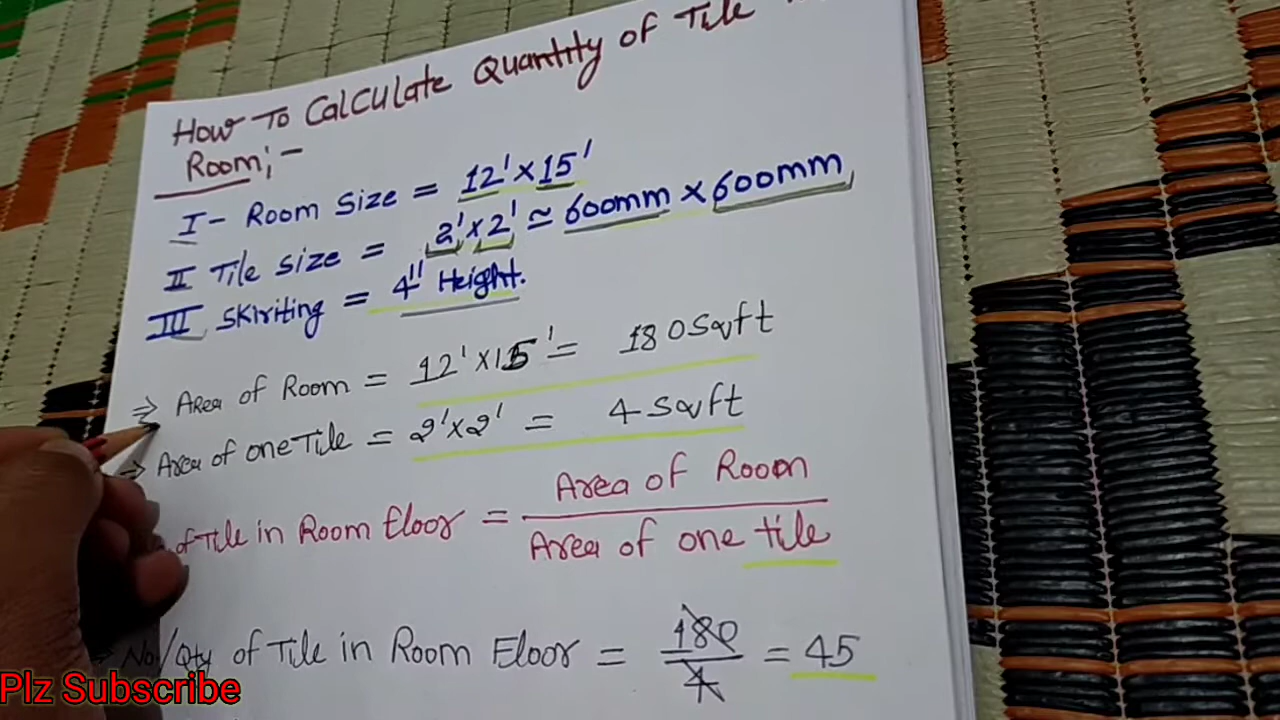 How To Calculate Quantity of Tile
Room;-
I- Room Size = 12'×15'
II Tile size = 2'×2' ≃ 600mm × 600mm
III Skiriting = 4" Height.
⇒ Area of Room = 12'×15' = 180 Sqft
⇒ Area of one Tile = 2'×2' = 4 Sqft
of Tile in Room floor = Area of Room
Area of one tile
No/Qty of Tile in Room Floor = 180/4 = 45
Plz Subscribe